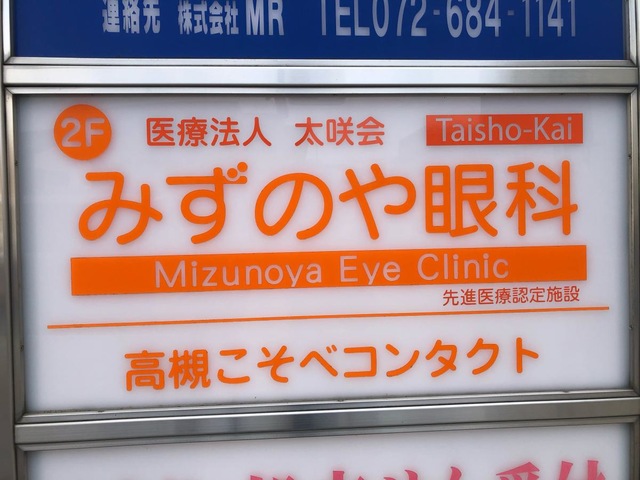 連絡先 株式会社MR TEL072-684-1141
2F 医療法人 太咲会 Taisho-Kai
みずのや眼科
Mizunoya Eye Clinic
先進医療認定施設
高槻こそべコンタクト